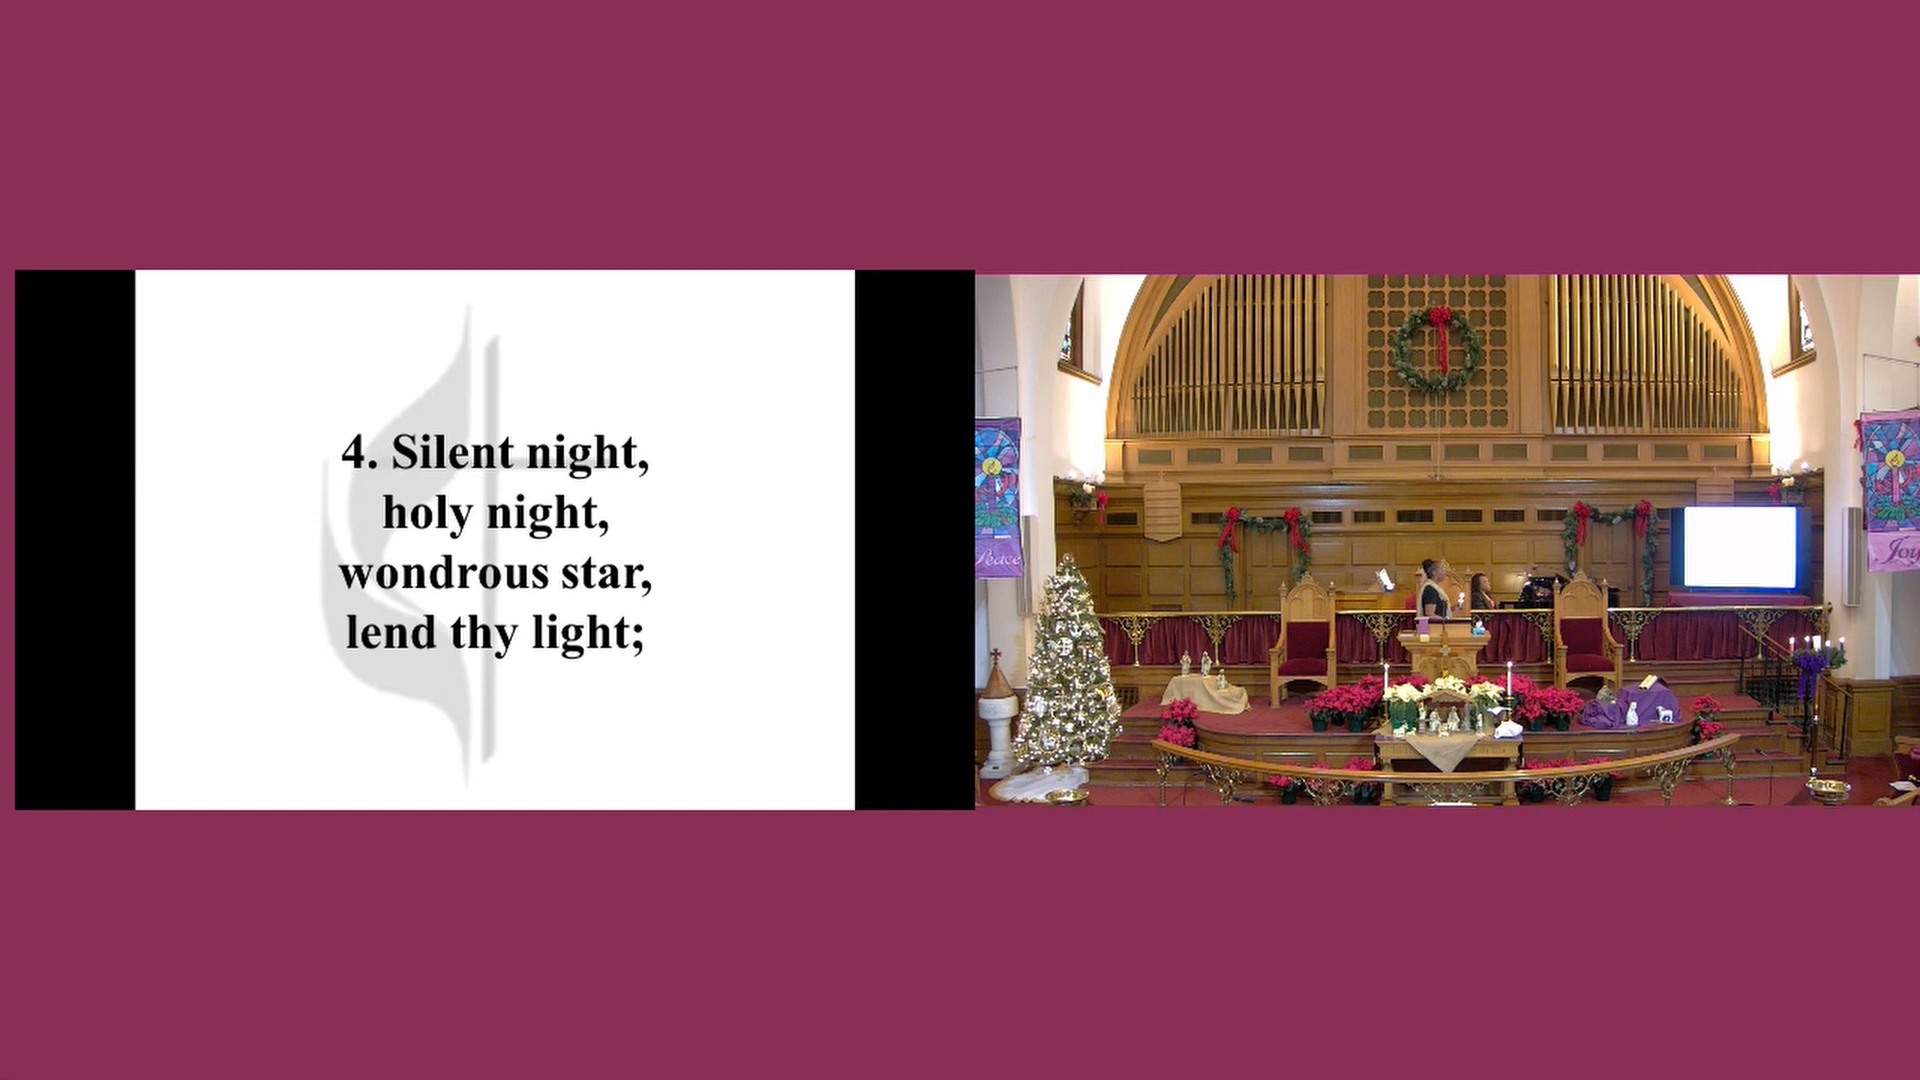 4. Silent night,
holy night,
wondrous star,
lend thy light;
Peace
Joy